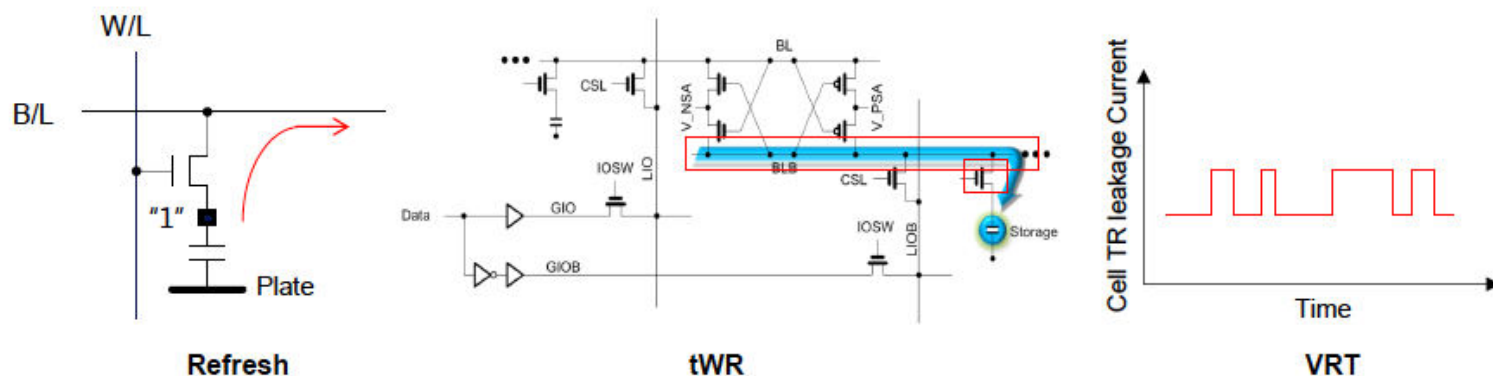 W/L
B/L
"1"
Plate
Refresh
BL
CSL
V_NSA
V_PSA
BLB
CSL
IOSW
LIO
Data
GIO
IOSW
LIOB
Storage
GIOB
tWR
Cell TR leakage Current
Time
VRT